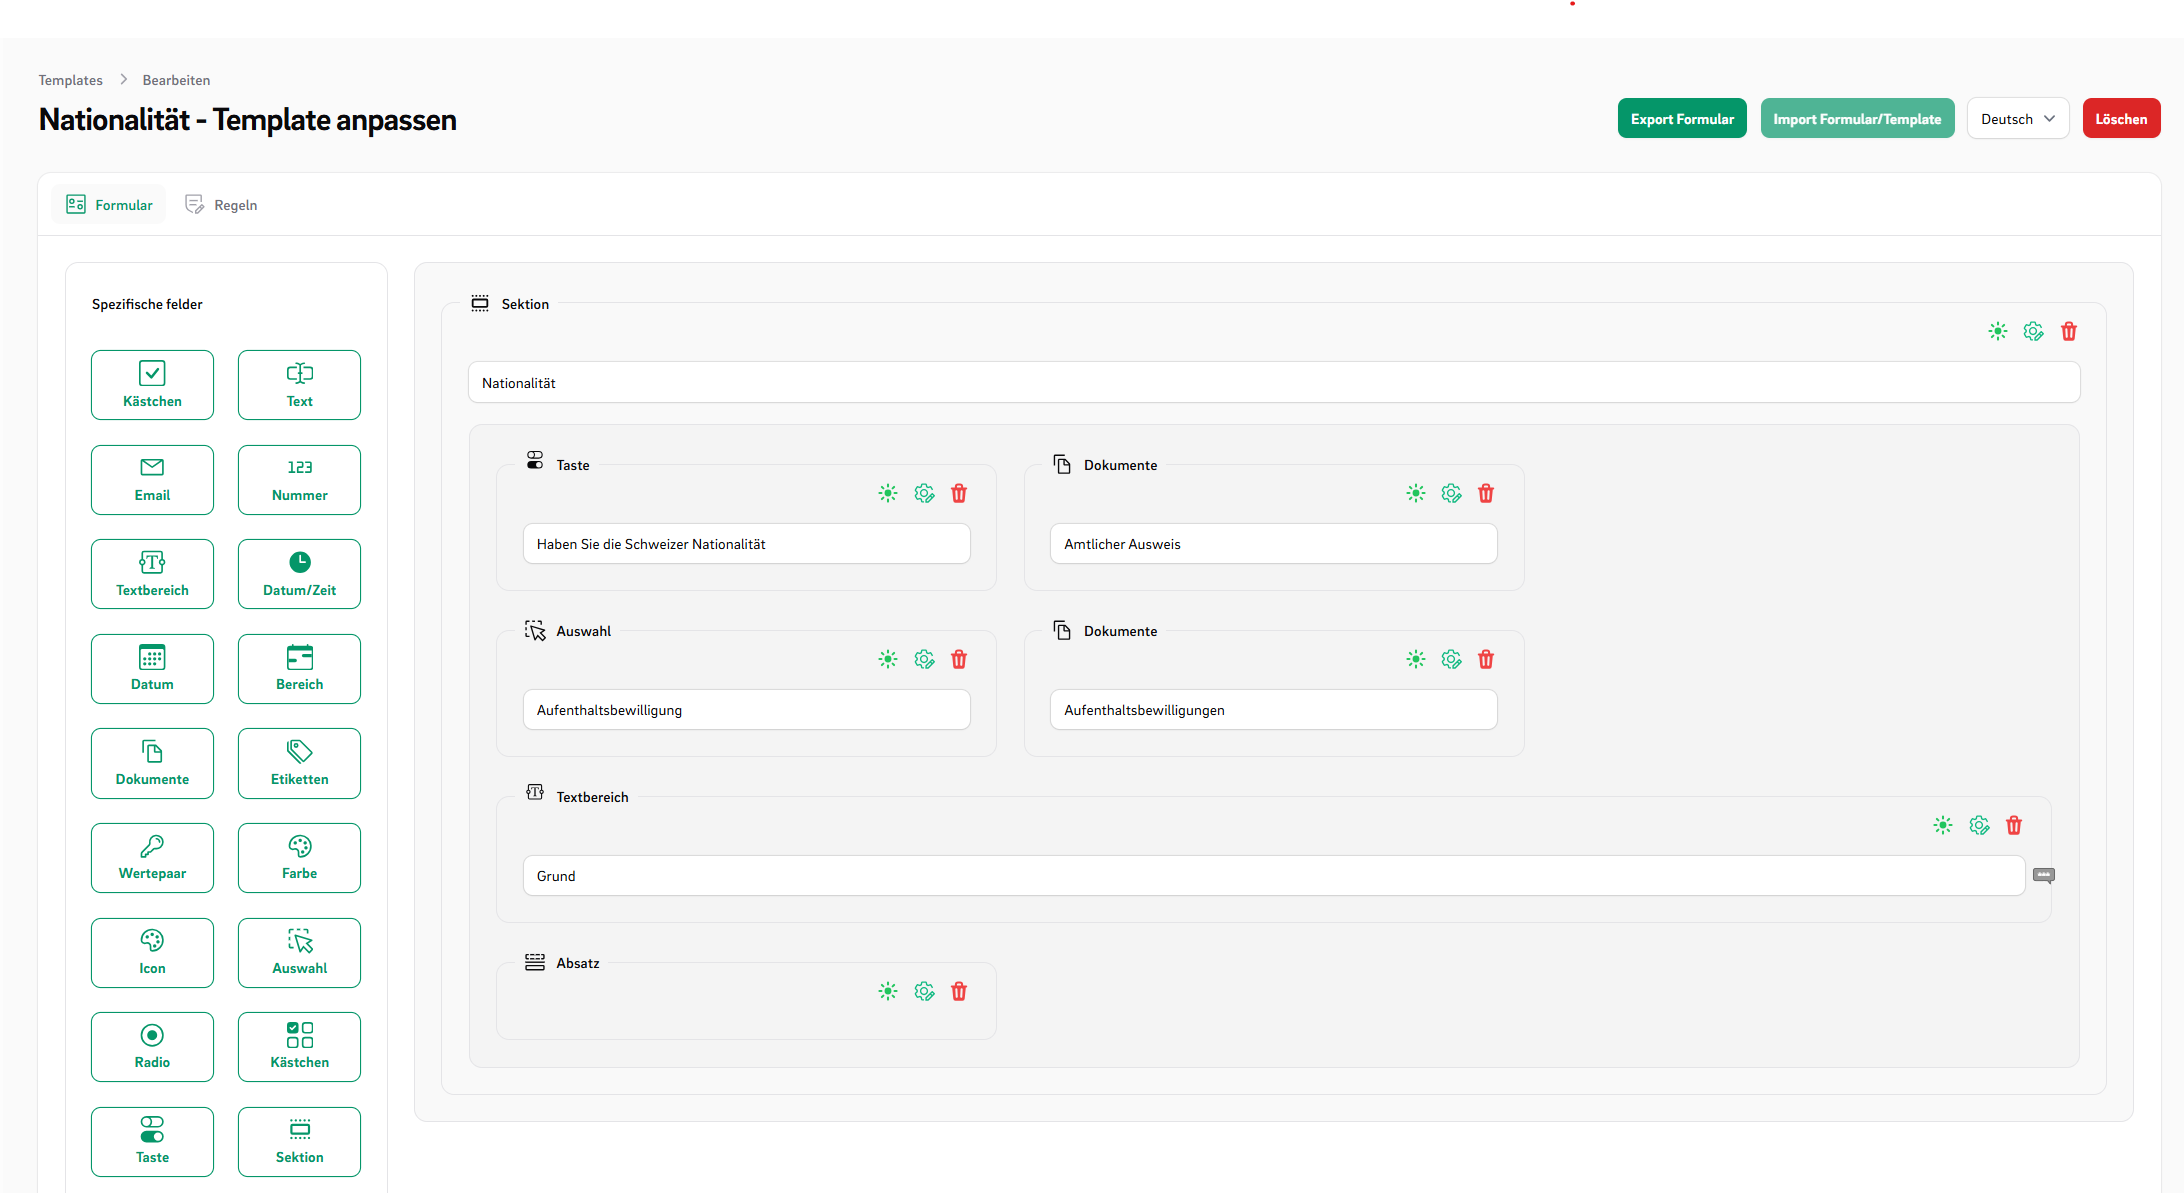 Templates
Bearbeiten
Nationalität - Template anpassen
Export Formular
Import Formular/Template
Deutsch
Löschen
Formular
Regeln
Spezifische felder
Kästchen
Text
Email
123
Nummer
Textbereich
Datum/Zeit
Datum
Bereich
Dokumente
Etiketten
Wertepaar
Farbe
Icon
Auswahl
Radio
Kästchen
Taste
Sektion
Sektion
Nationalität
Taste
Haben Sie die Schweizer Nationalität
Dokumente
Amtlicher Ausweis
Auswahl
Aufenthaltsbewilligung
Dokumente
Aufenthaltsbewilligungen
Textbereich
Grund
Absatz